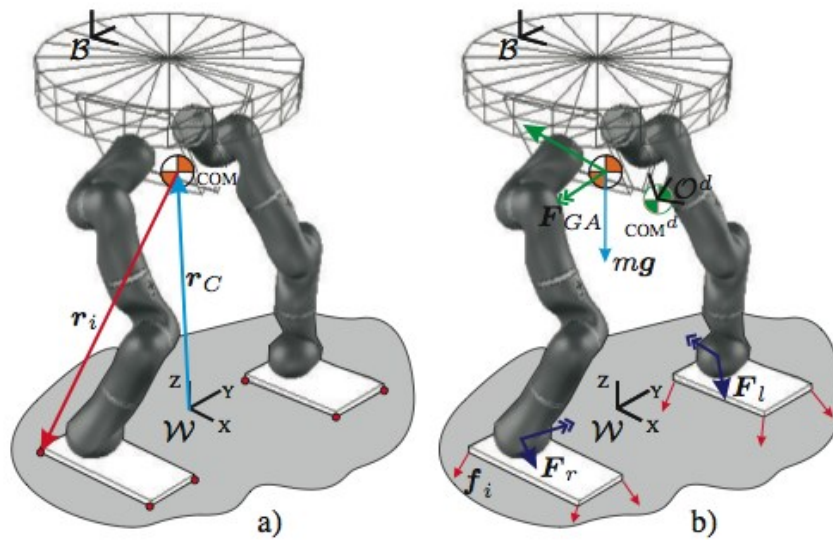 𝓑
COM
𝒓_C
𝒓_i
Z
Y
X
𝓦
a)
𝓑
𝑭_GA
𝓞^d
COM^d
m𝒈
Z
Y
X
𝓦
𝑭_l
𝑭_r
𝒇_i
b)